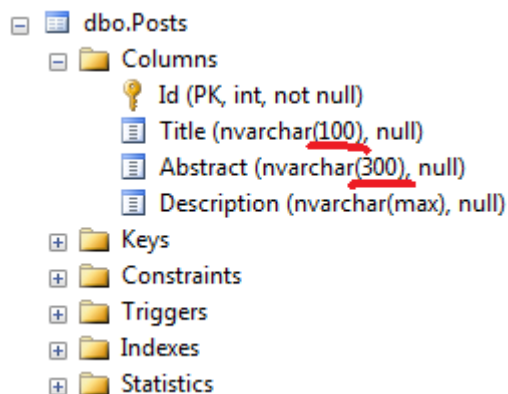 dbo.Posts
Columns
Id (PK, int, not null)
Title (nvarchar(100), null)
Abstract (nvarchar(300), null)
Description (nvarchar(max), null)
Keys
Constraints
Triggers
Indexes
Statistics